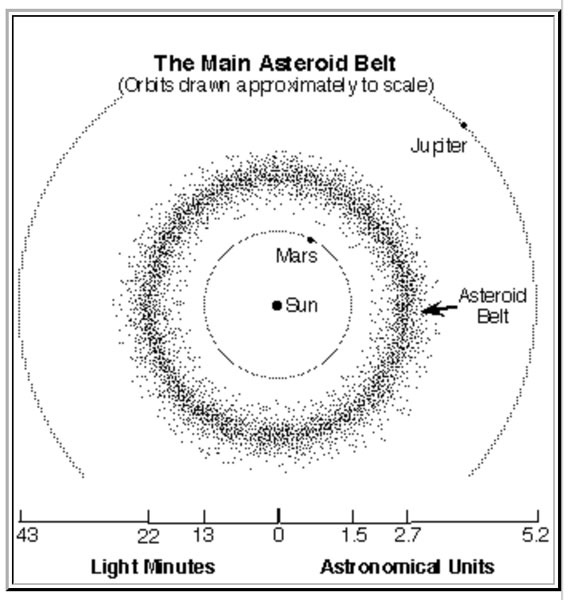 The Main Asteroid Belt
(Orbits drawn approximately to scale)
Jupiter
Mars
Sun
Asteroid
Belt
43 22 13 0 1.5 2.7 5.2
Light Minutes Astronomical Units